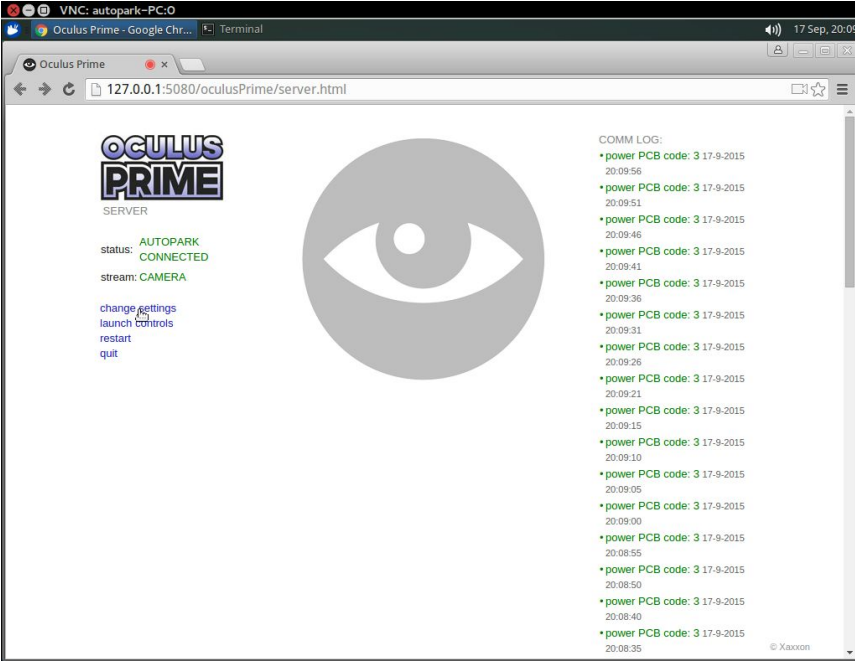 VNC: autopark-PC:0
Oculus Prime - Google Chr...
Terminal
17 Sep, 20:09
Oculus Prime
127.0.0.1:5080/oculusPrime/server.html
OCULUS
PRIME
SERVER
status: AUTOPARK
CONNECTED
stream: CAMERA
change settings
launch controls
restart
quit
COMM LOG:
•power PCB code: 3 17-9-2015
20:09:56
•power PCB code: 3 17-9-2015
20:09:51
•power PCB code: 3 17-9-2015
20:09:46
•power PCB code: 3 17-9-2015
20:09:41
•power PCB code: 3 17-9-2015
20:09:36
•power PCB code: 3 17-9-2015
20:09:31
•power PCB code: 3 17-9-2015
20:09:26
•power PCB code: 3 17-9-2015
20:09:21
•power PCB code: 3 17-9-2015
20:09:15
•power PCB code: 3 17-9-2015
20:09:10
•power PCB code: 3 17-9-2015
20:09:05
•power PCB code: 3 17-9-2015
20:09:00
•power PCB code: 3 17-9-2015
20:08:55
•power PCB code: 3 17-9-2015
20:08:50
•power PCB code: 3 17-9-2015
20:08:40
•power PCB code: 3 17-9-2015
20:08:35
© Xaxxon